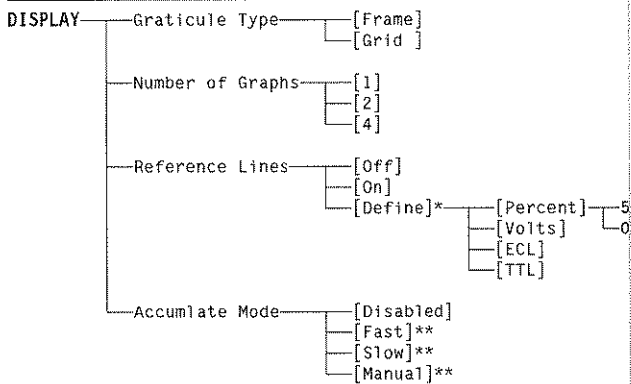 DISPLAY Graticule Type [Frame]
[Grid ]
Number of Graphs [1]
[2]
[4]
Reference Lines [Off]
[On]
[Define]* [Percent] 5
[Volts] 0
[ECL]
[TTL]
Accumlate Mode [Disabled]
[Fast]**
[Slow]**
[Manual]**